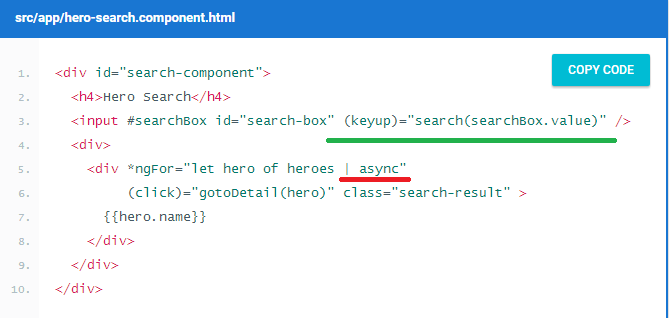 src/app/hero-search.component.html
COPY CODE
1. <div id="search-component">
2. <h4>Hero Search</h4>
3. <input #searchBox id="search-box" (keyup)="search(searchBox.value)" />
4. <div>
5. <div *ngFor="let hero of heroes | async"
6. (click)="gotoDetail(hero)" class="search-result" >
7. {{hero.name}}
8. </div>
9. </div>
10. </div>